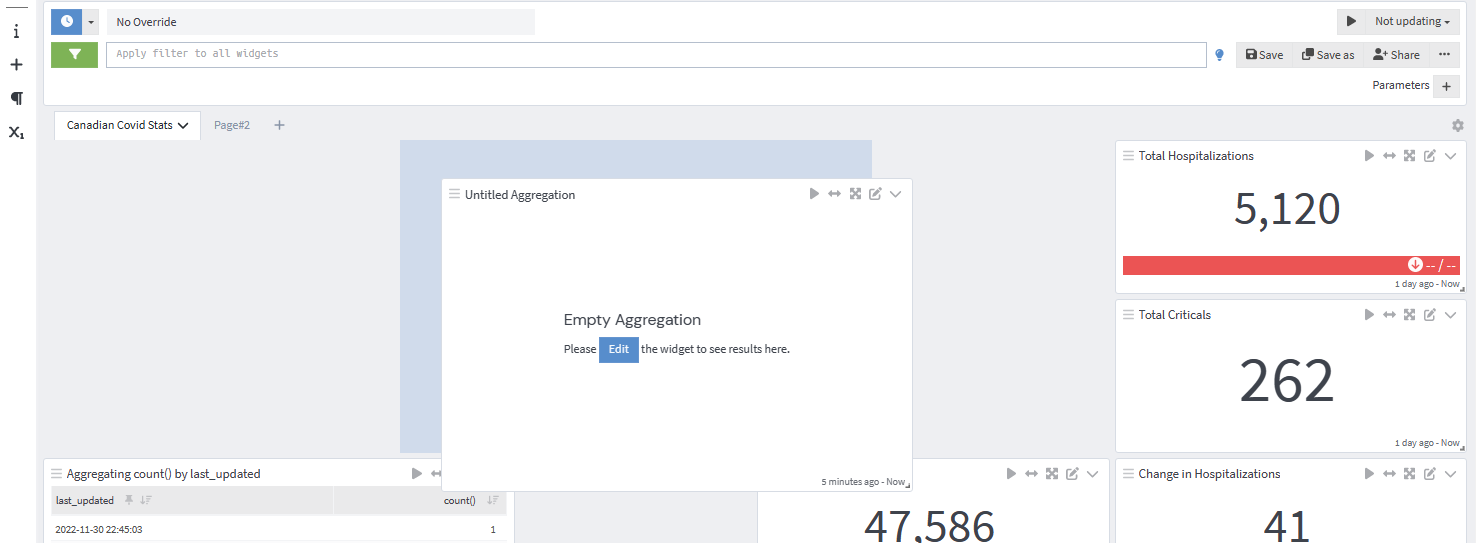 No Override
Not updating
Apply filter to all widgets
Save
Save as
Share
Parameters
Canadian Covid Stats
Page#2
Total Hospitalizations
5,120
-- / --
1 day ago - Now
Untitled Aggregation
Empty Aggregation
Please Edit the widget to see results here.
5 minutes ago - Now
Total Criticals
262
1 day ago - Now
Aggregating count() by last_updated
last_updated count()
2022-11-30 22:45:03 1
47,586
Change in Hospitalizations
41